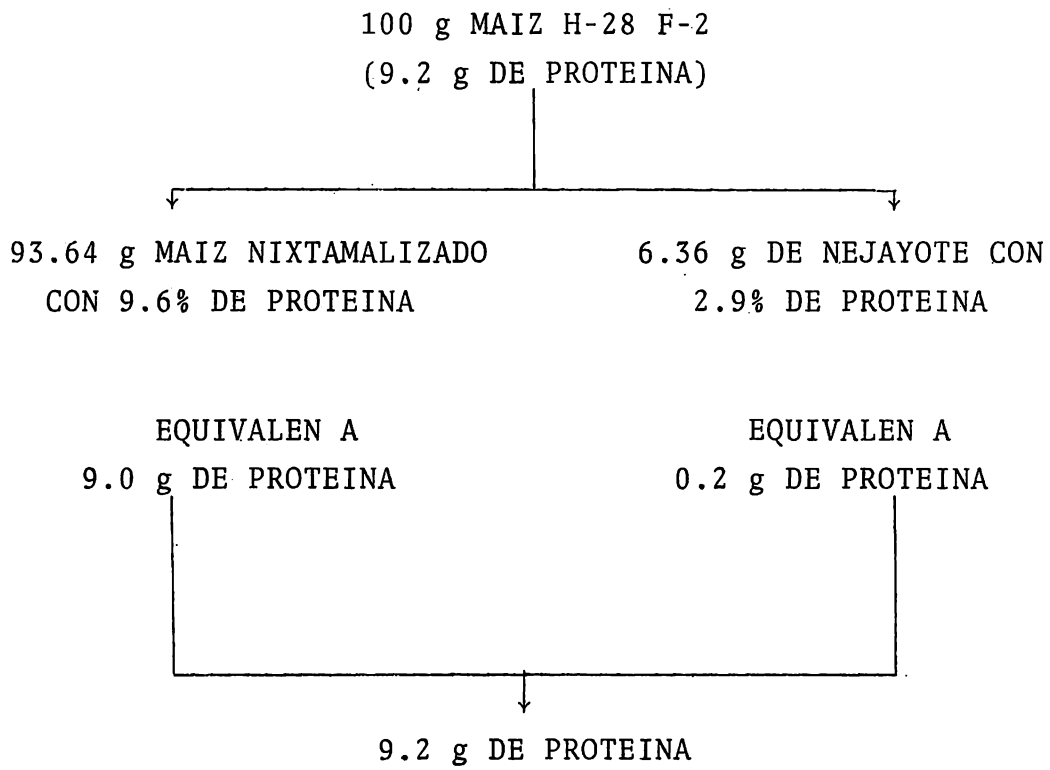 100 g MAIZ H-28 F-2
(9.2 g DE PROTEINA)
93.64 g MAIZ NIXTAMALIZADO
CON 9.6% DE PROTEINA
6.36 g DE NEJAYOTE CON
2.9% DE PROTEINA
EQUIVALEN A
9.0 g DE PROTEINA
EQUIVALEN A
0.2 g DE PROTEINA
9.2 g DE PROTEINA